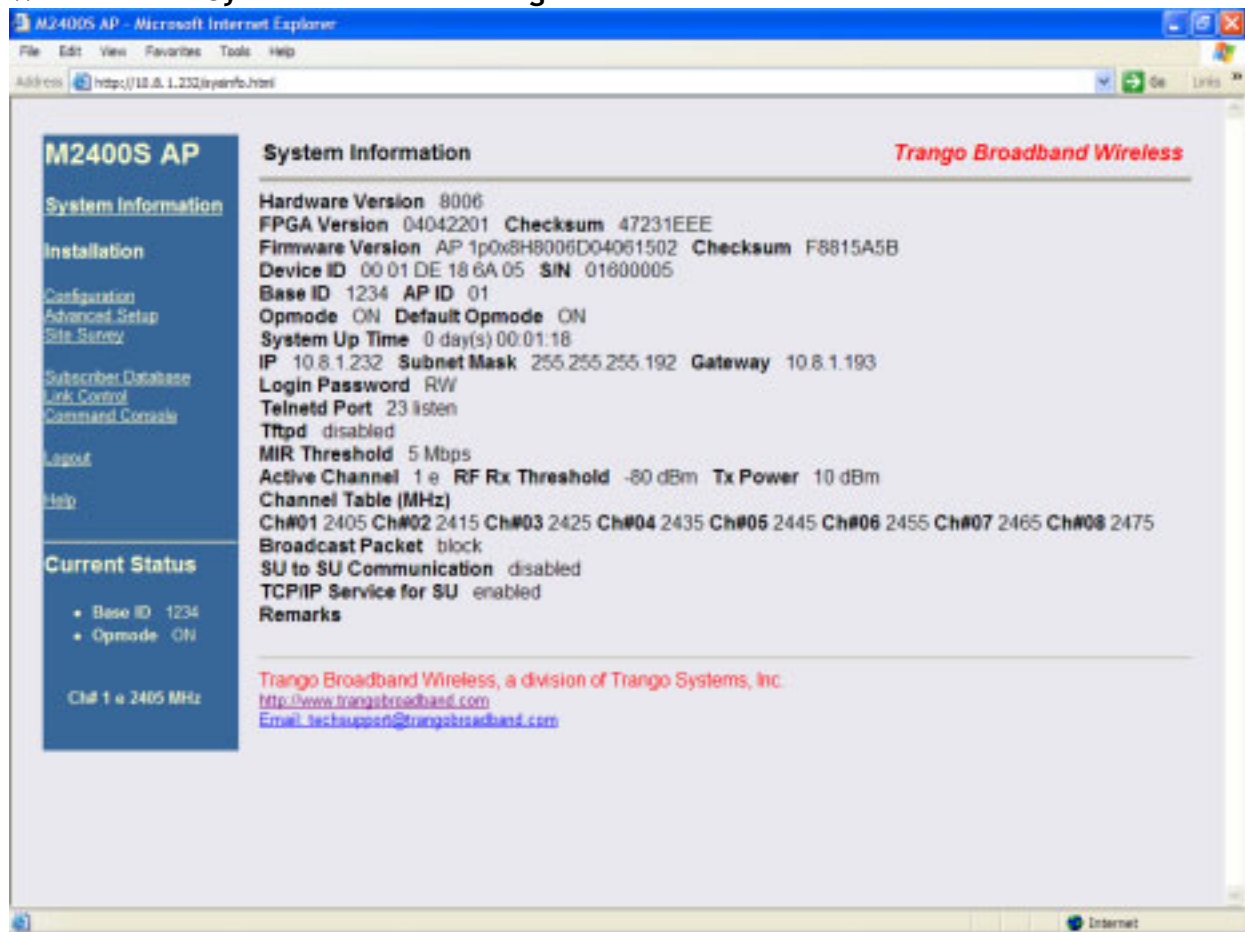 M2400S AP - Microsoft Internet Explorer
File Edit View Favorites Tools Help
Address http://10.8.1.232/sysinfo.html Go Links »
M2400S AP
System Information
Installation
Configuration
Advanced Setup
Site Survey
Subscriber Database
Link Control
Command Console
Logout
Help
Current Status
• Base ID 1234
• Opmode ON
Ch# 1 e 2405 MHz
System Information
Trango Broadband Wireless
Hardware Version 8006
FPGA Version 04042201 Checksum 47231EEE
Firmware Version AP 1p0x8H8006D04061502 Checksum F8815A5B
Device ID 00 01 DE 18 6A 05 S/N 01600005
Base ID 1234 AP ID 01
Opmode ON Default Opmode ON
System Up Time 0 day(s) 00:01:18
IP 10.8.1.232 Subnet Mask 255.255.255.192 Gateway 10.8.1.193
Login Password RW
Telnetd Port 23 listen
Tftpd disabled
MIR Threshold 5 Mbps
Active Channel 1 e RF Rx Threshold -80 dBm Tx Power 10 dBm
Channel Table (MHz)
Ch#01 2405 Ch#02 2415 Ch#03 2425 Ch#04 2435 Ch#05 2445 Ch#06 2455 Ch#07 2465 Ch#08 2475
Broadcast Packet block
SU to SU Communication disabled
TCP/IP Service for SU enabled
Remarks
Trango Broadband Wireless, a division of Trango Systems, Inc.
http://www.trangobroadband.com
Email: techsupport@trangobroadband.com
Internet